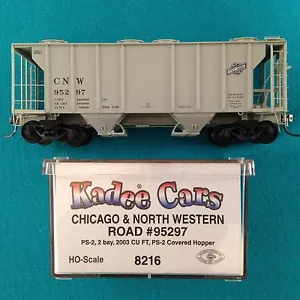 C N W
95297
Kadee Cars
CHICAGO & NORTH WESTERN
ROAD #95297
PS-2, 2 bay, 2003 CU FT, PS-2 Covered Hopper
HO-Scale
8216